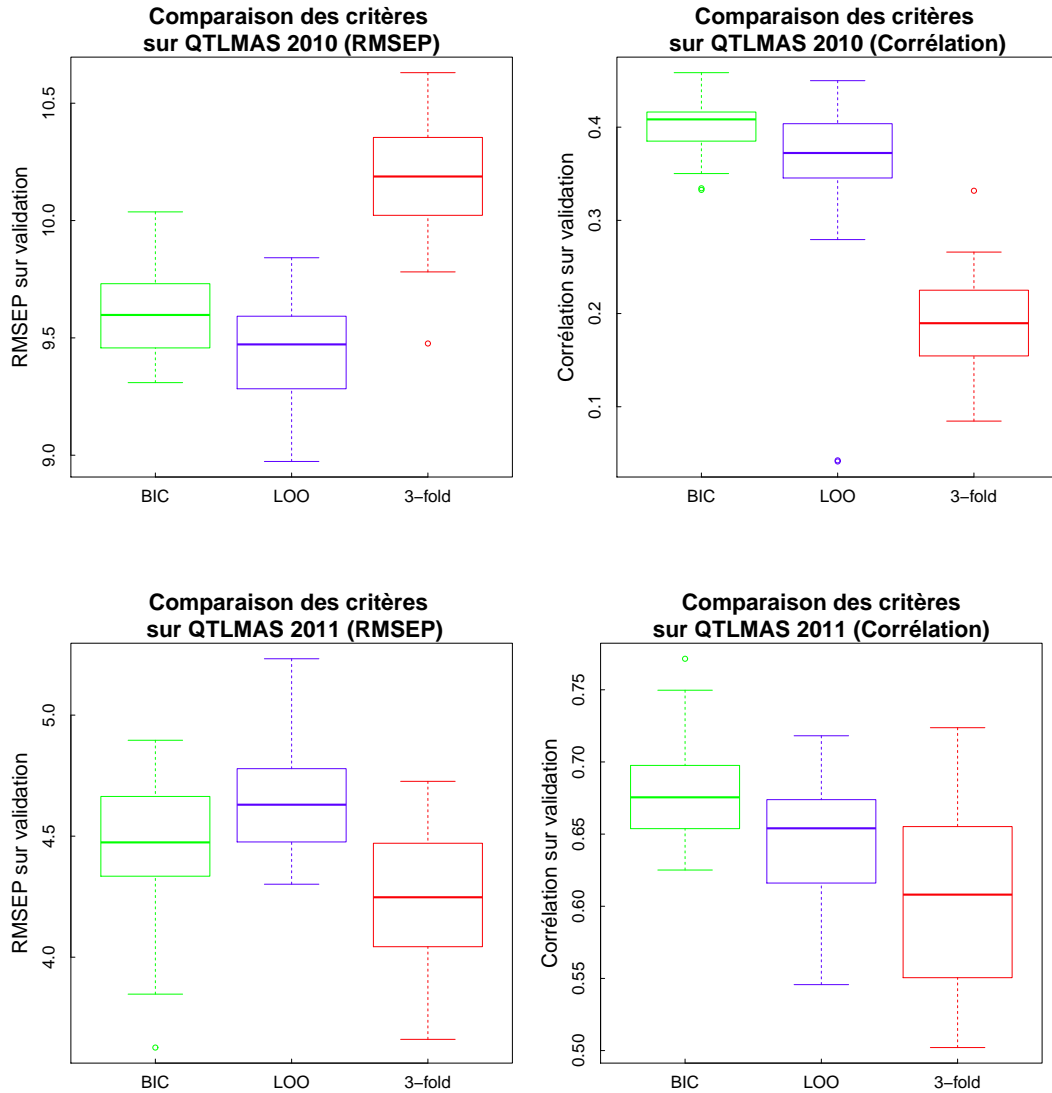 Comparaison des critères
sur QTLMAS 2010 (RMSEP)
RMSEP sur validation
10.5
10.0
9.5
9.0
BIC
LOO
3−fold
Comparaison des critères
sur QTLMAS 2010 (Corrélation)
Corrélation sur validation
0.4
0.3
0.2
0.1
BIC
LOO
3−fold
Comparaison des critères
sur QTLMAS 2011 (RMSEP)
RMSEP sur validation
5.0
4.5
4.0
BIC
LOO
3−fold
Comparaison des critères
sur QTLMAS 2011 (Corrélation)
Corrélation sur validation
0.75
0.70
0.65
0.60
0.55
0.50
BIC
LOO
3−fold